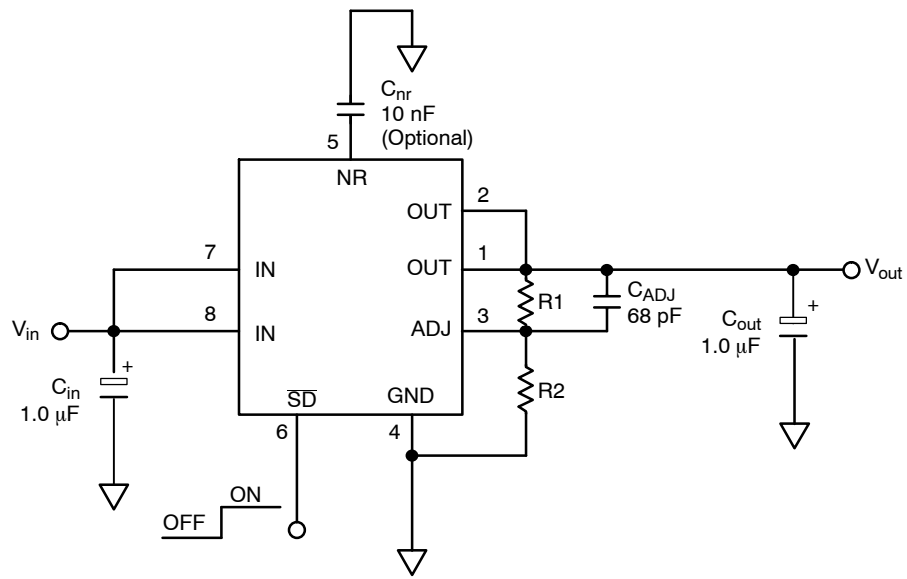 C_nr
10 nF
(Optional)
5
NR
2
OUT
7
1
IN
OUT
V_out
R1
C_ADJ
68 pF
8
3
V_in
IN
ADJ
+
C_out
1.0 μF
+
C_in
1.0 μF
R2
S̅D̅
GND
6
4
ON
OFF